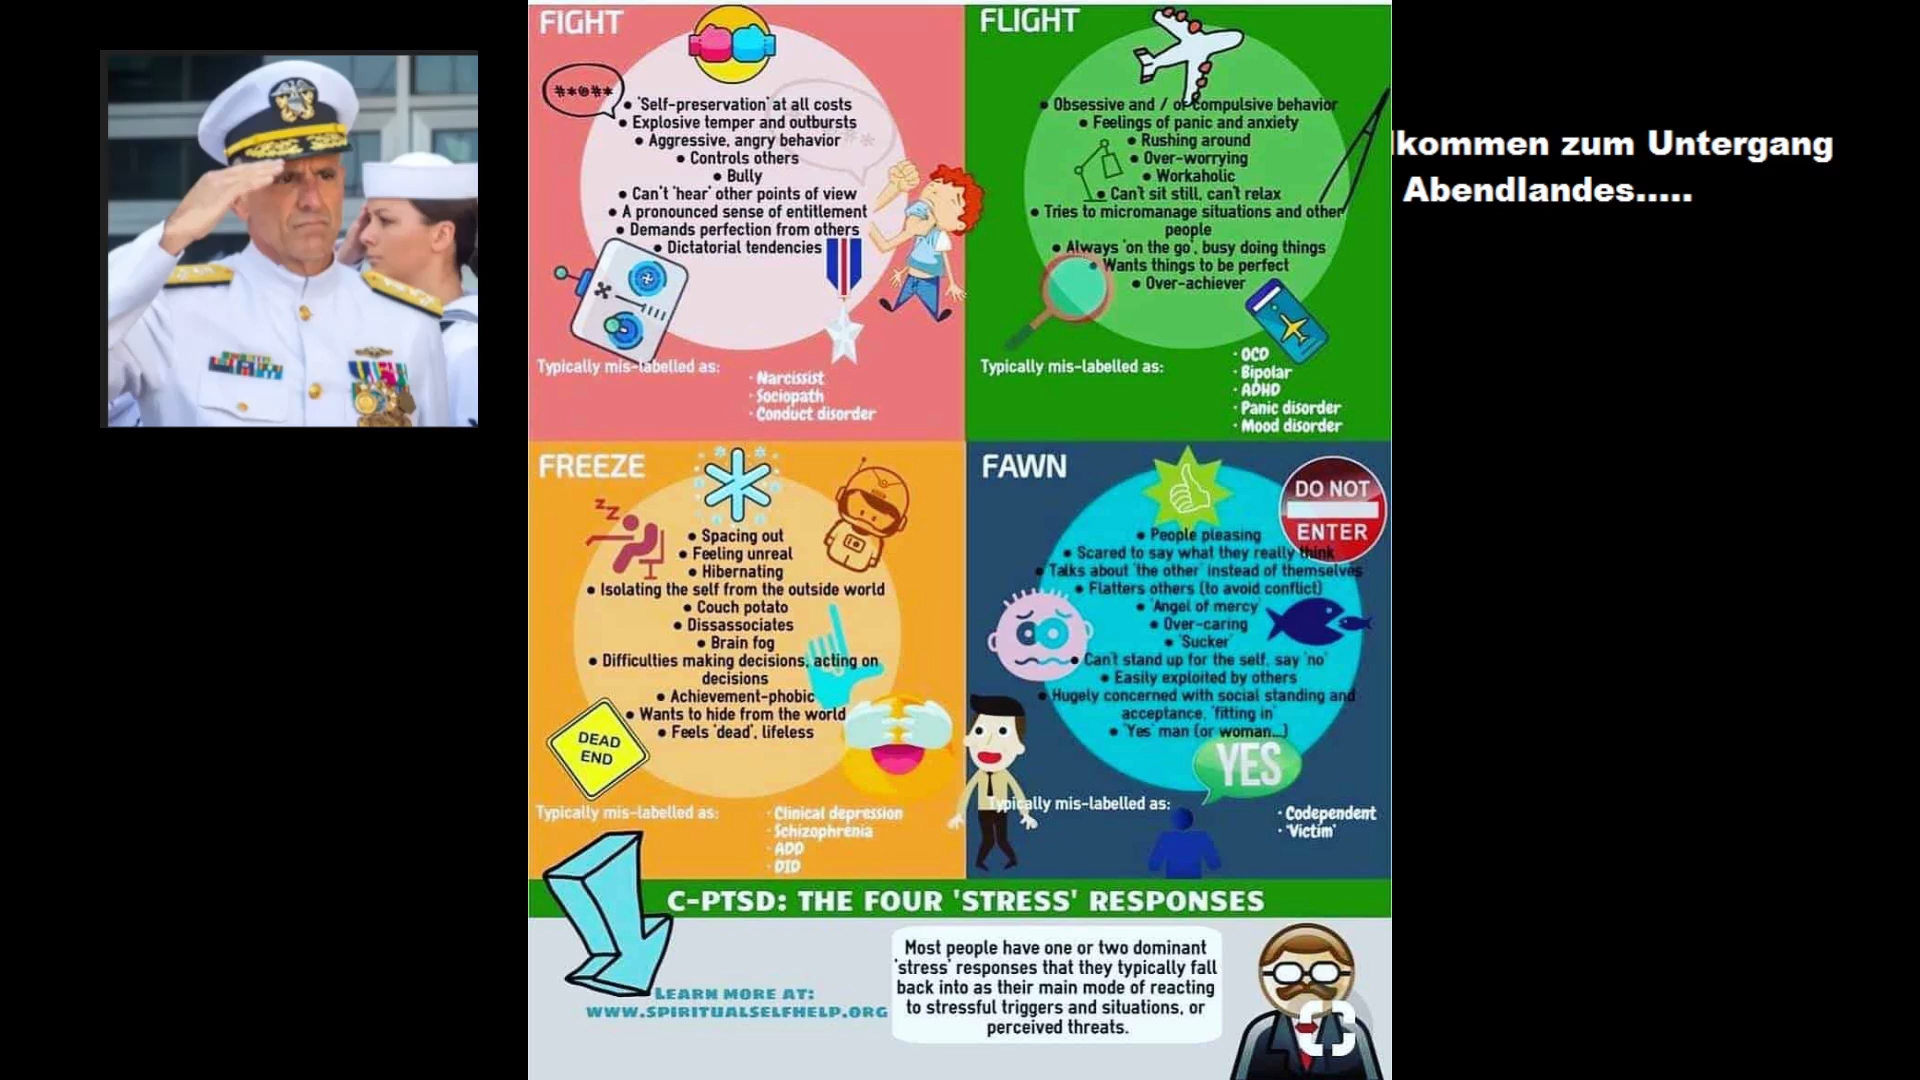 FIGHT
#*@#*
• 'Self-preservation' at all costs
• Explosive temper and outbursts
• Aggressive, angry behavior
• Controls others
• Bully
• Can't 'hear' other points of view
• A pronounced sense of entitlement
• Demands perfection from others
• Dictatorial tendencies
Typically mis-labelled as:
· Narcissist
· Sociopath
· Conduct disorder
FLIGHT
• Obsessive and / or compulsive behavior
• Feelings of panic and anxiety
• Rushing around
• Over-worrying
• Workaholic
• Can't sit still, can't relax
• Tries to micromanage situations and other
people
• Always 'on the go', busy doing things
• Wants things to be perfect
• Over-achiever
Typically mis-labelled as:
· OCD
· Bipolar
· ADHD
· Panic disorder
· Mood disorder
lkommen zum Untergang
Abendlandes.....
FREEZE
zz
• Spacing out
• Feeling unreal
• Hibernating
• Isolating the self from the outside world
• Couch potato
• Dissassociates
• Brain fog
• Difficulties making decisions, acting on
decisions
• Achievement-phobic
• Wants to hide from the world
• Feels 'dead', lifeless
DEAD
END
Typically mis-labelled as:
· Clinical depression
· Schizophrenia
· ADD
· DID
FAWN
DO NOT
ENTER
• People pleasing
• Scared to say what they really think
• Talks about 'the other' instead of themselves
• Flatters others (to avoid conflict)
• 'Angel of mercy'
• Over-caring
• 'Sucker'
• Can't stand up for the self, say 'no'
• Easily exploited by others
• Hugely concerned with social standing and
acceptance, 'fitting in'
• 'Yes' man (or woman...)
YES
Typically mis-labelled as:
· Codependent
· 'Victim'
C-PTSD: THE FOUR 'STRESS' RESPONSES
Most people have one or two dominant
'stress' responses that they typically fall
back into as their main mode of reacting
to stressful triggers and situations, or
perceived threats.
LEARN MORE AT:
WWW.SPIRITUALSELFHELP.ORG